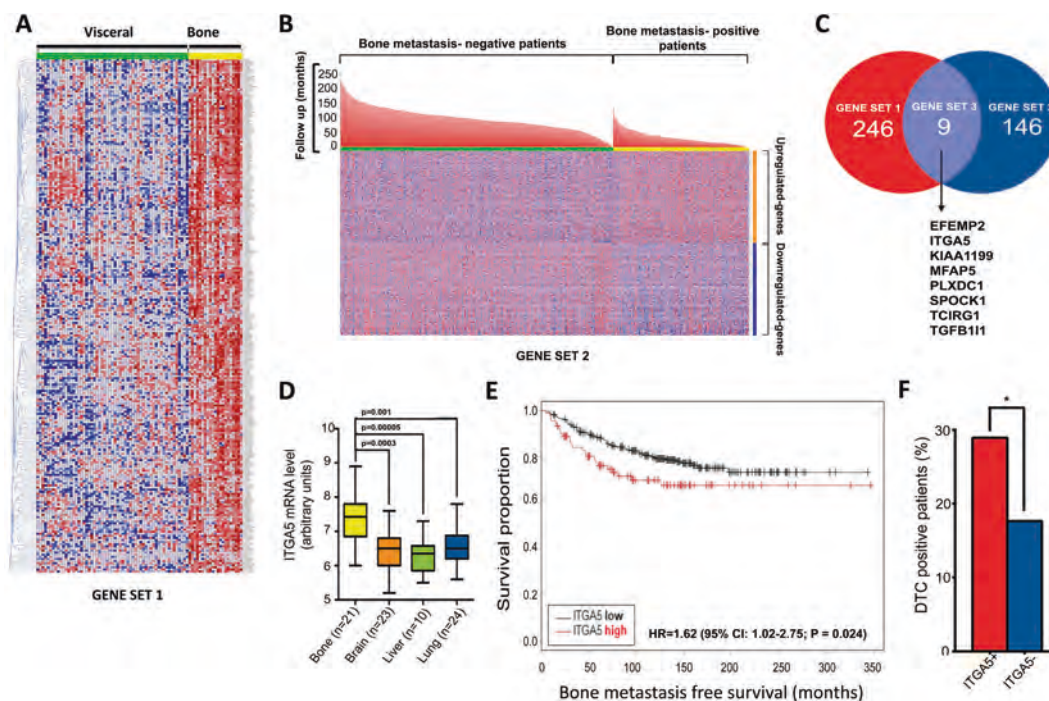 A
Visceral Bone
GENE SET 1
B
Bone metastasis- negative patients
Bone metastasis- positive
patients
Follow up (months)
250
200
150
100
50
0
Upregulated-genes
Downregulated-genes
GENE SET 2
C
GENE SET 1
246
GENE SET 3
9
GENE SET
146
EFEMP2
ITGA5
KIAA1199
MFAP5
PLXDC1
SPOCK1
TCIRG1
TGFB1I1
D
p=0.001
p=0.00005
p=0.0003
ITGA5 mRNA level
(arbitrary units)
10
9
8
7
6
5
Bone (n=21)
Brain (n=23)
Liver (n=10)
Lung (n=24)
E
Survival proportion
1.0
0.8
0.6
0.4
0.2
0.0
ITGA5 low
ITGA5 high
HR=1.62 (95% CI: 1.02-2.75; P = 0.024)
0 50 100 150 200 250 300 350
Bone metastasis free survival (months)
F
*
DTC positive patients (%)
30
20
10
0
ITGA5+
ITGA5-